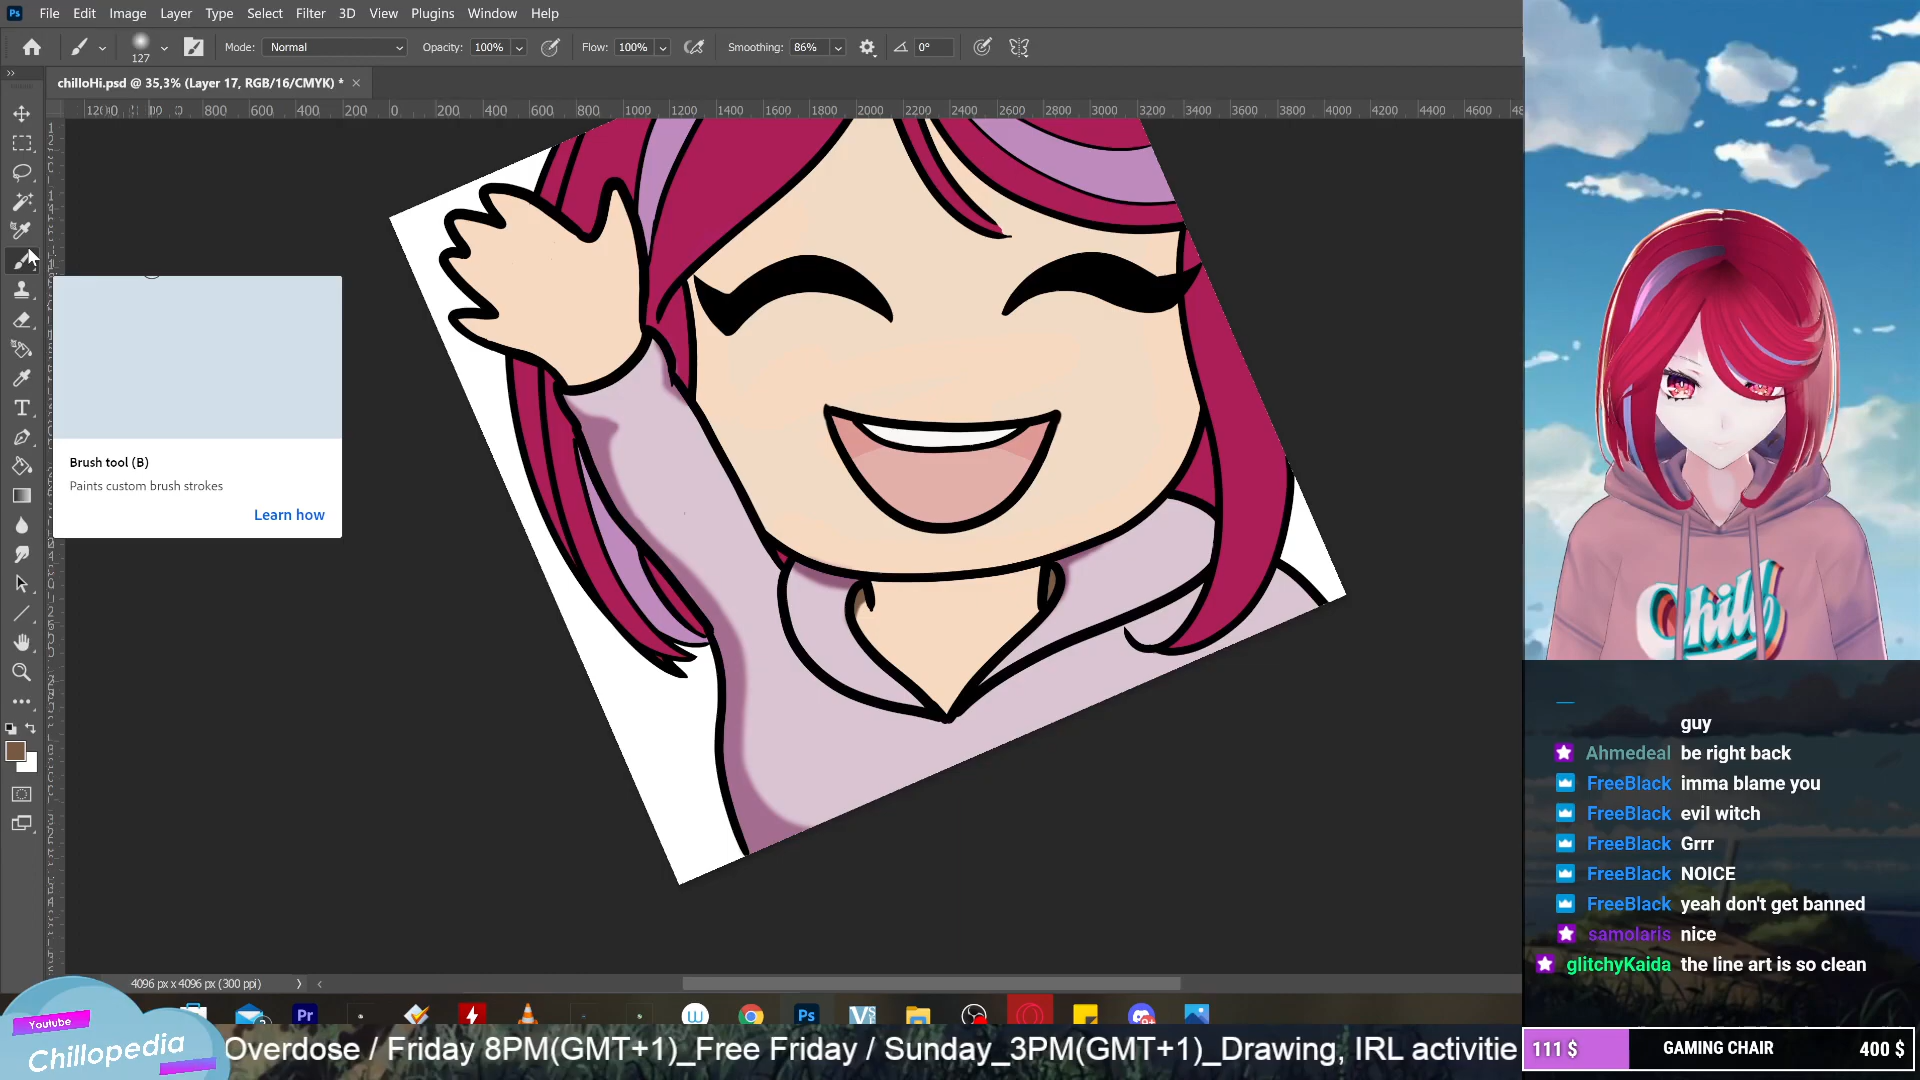 File Edit Image Layer Type Select Filter 3D View Plugins Window Help
127
Mode: Normal Opacity: 100% Flow: 100% Smoothing: 86% 0°
chilloHi.psd @ 35,3% (Layer 17, RGB/16/CMYK) *
1200 800 600 400 200 0 200 400 600 800 1000 1200 1400 1600 1800 2000 2200 2400 2600 2800 3000 3200 3400 3600 3800 4000 4200 4400 4600
Brush tool (B)
Paints custom brush strokes
Learn how
Chill
guy
Ahmedeal be right back
FreeBlack imma blame you
FreeBlack evil witch
FreeBlack Grrr
FreeBlack NOICE
FreeBlack yeah don't get banned
samolaris nice
glitchyKaida the line art is so clean
4096 px x 4096 px (300 ppi)
Youtube
Chillopedia
Overdose / Friday 8PM(GMT+1)_Free Friday / Sunday_3PM(GMT+1)_Drawing, IRL activitie
111 $ GAMING CHAIR 400 $